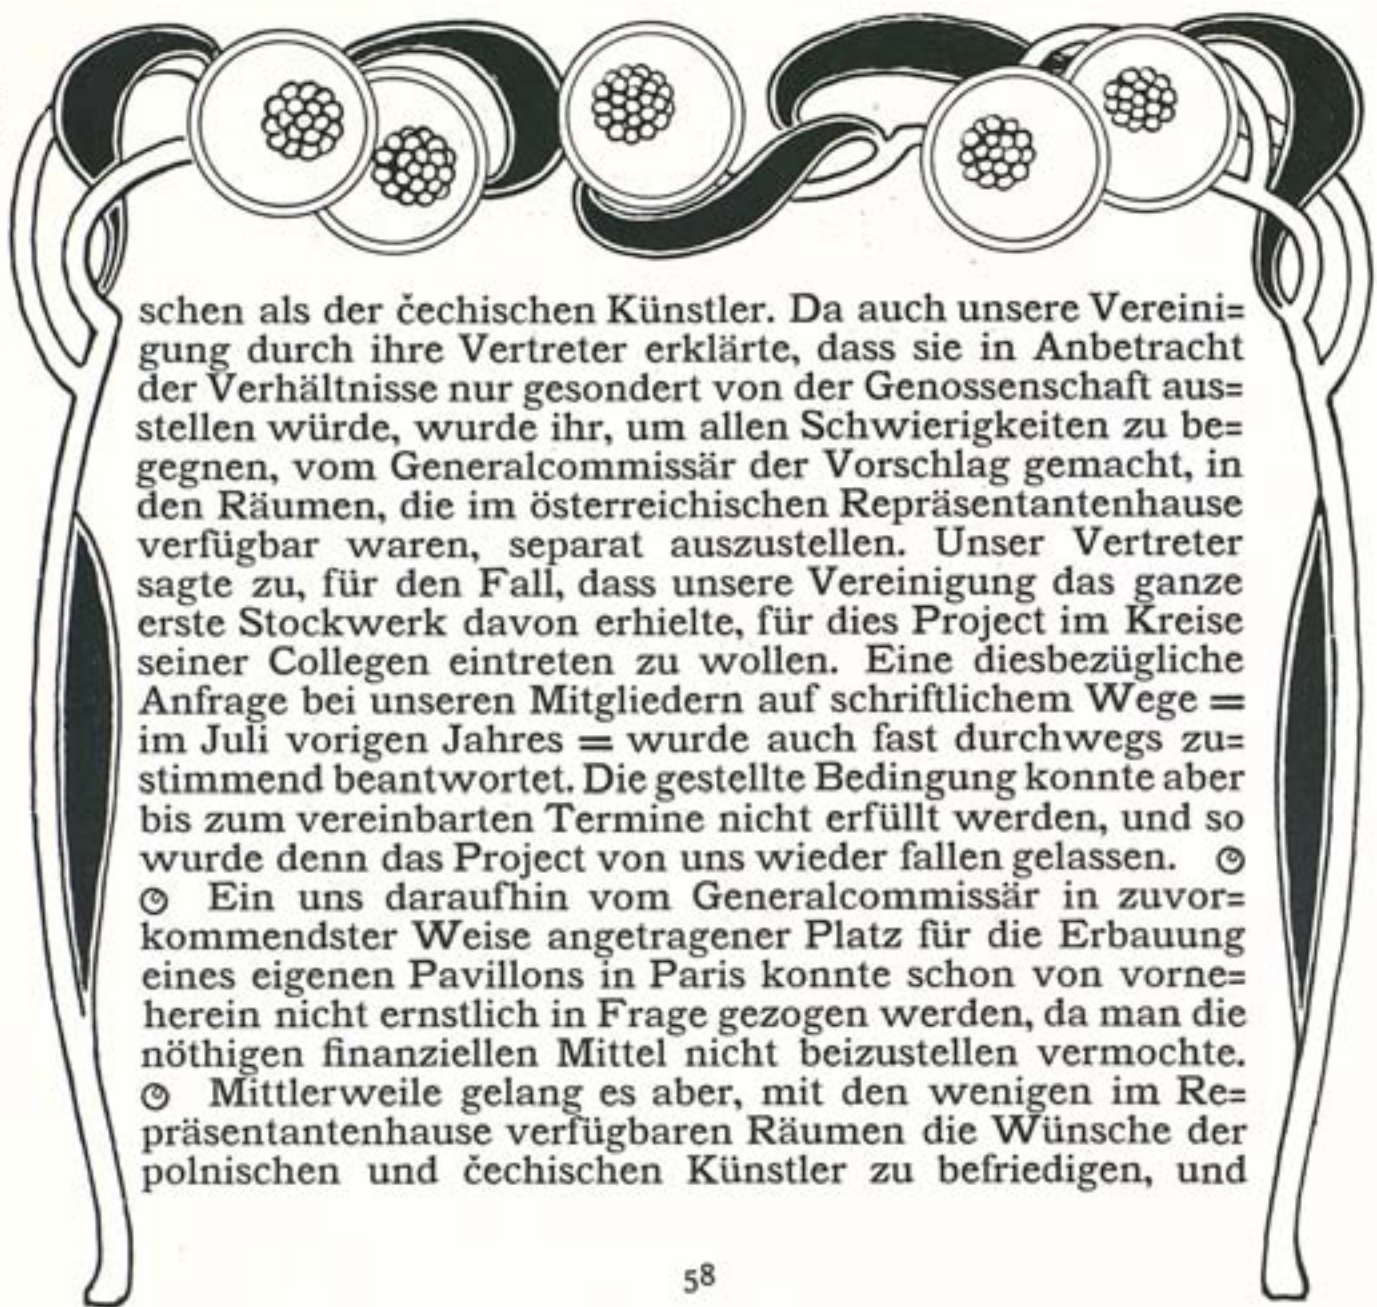 schen als der čechischen Künstler. Da auch unsere Vereini=
gung durch ihre Vertreter erklärte, dass sie in Anbetracht
der Verhältnisse nur gesondert von der Genossenschaft aus=
stellen würde, wurde ihr, um allen Schwierigkeiten zu be=
gegnen, vom Generalcommissär der Vorschlag gemacht, in
den Räumen, die im österreichischen Repräsentantenhause
verfügbar waren, separat auszustellen. Unser Vertreter
sagte zu, für den Fall, dass unsere Vereinigung das ganze
erste Stockwerk davon erhielte, für dies Project im Kreise
seiner Collegen eintreten zu wollen. Eine diesbezügliche
Anfrage bei unseren Mitgliedern auf schriftlichem Wege =
im Juli vorigen Jahres = wurde auch fast durchwegs zu=
stimmend beantwortet. Die gestellte Bedingung konnte aber
bis zum vereinbarten Termine nicht erfüllt werden, und so
wurde denn das Project von uns wieder fallen gelassen.
Ein uns daraufhin vom Generalcommissär in zuvor=
kommendster Weise angetragener Platz für die Erbauung
eines eigenen Pavillons in Paris konnte schon von vorne=
herein nicht ernstlich in Frage gezogen werden, da man die
nöthigen finanziellen Mittel nicht beizustellen vermochte.
Mittlerweile gelang es aber, mit den wenigen im Re=
präsentantenhause verfügbaren Räumen die Wünsche der
polnischen und čechischen Künstler zu befriedigen, und
58